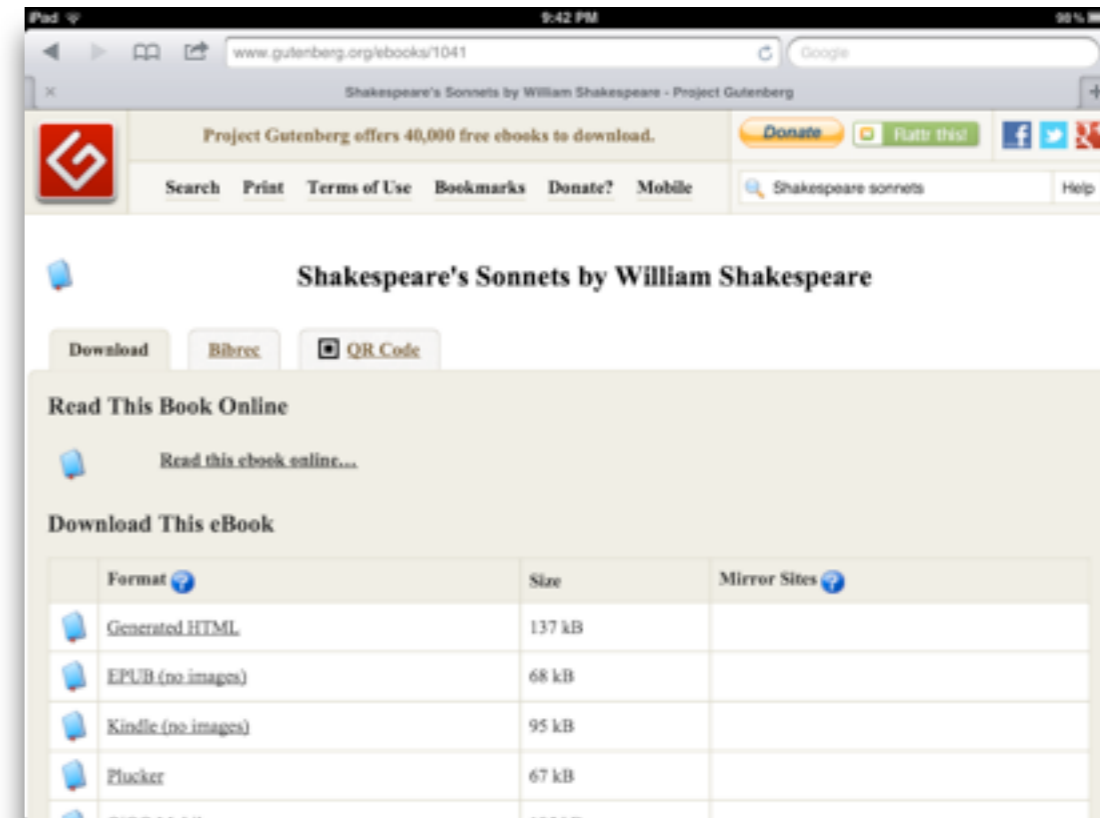 iPad 9:42 PM 98%
www.gutenberg.org/ebooks/1041 Google
Shakespeare's Sonnets by William Shakespeare - Project Gutenberg
Project Gutenberg offers 40,000 free ebooks to download. Donate Flattr this!
Search Print Terms of Use Bookmarks Donate? Mobile Shakespeare sonnets Help
Shakespeare's Sonnets by William Shakespeare
Download Bibrec QR Code
Read This Book Online
Read this ebook online...
Download This eBook
Format Size Mirror Sites
Generated HTML 137 kB
EPUB (no images) 68 kB
Kindle (no images) 95 kB
Plucker 67 kB